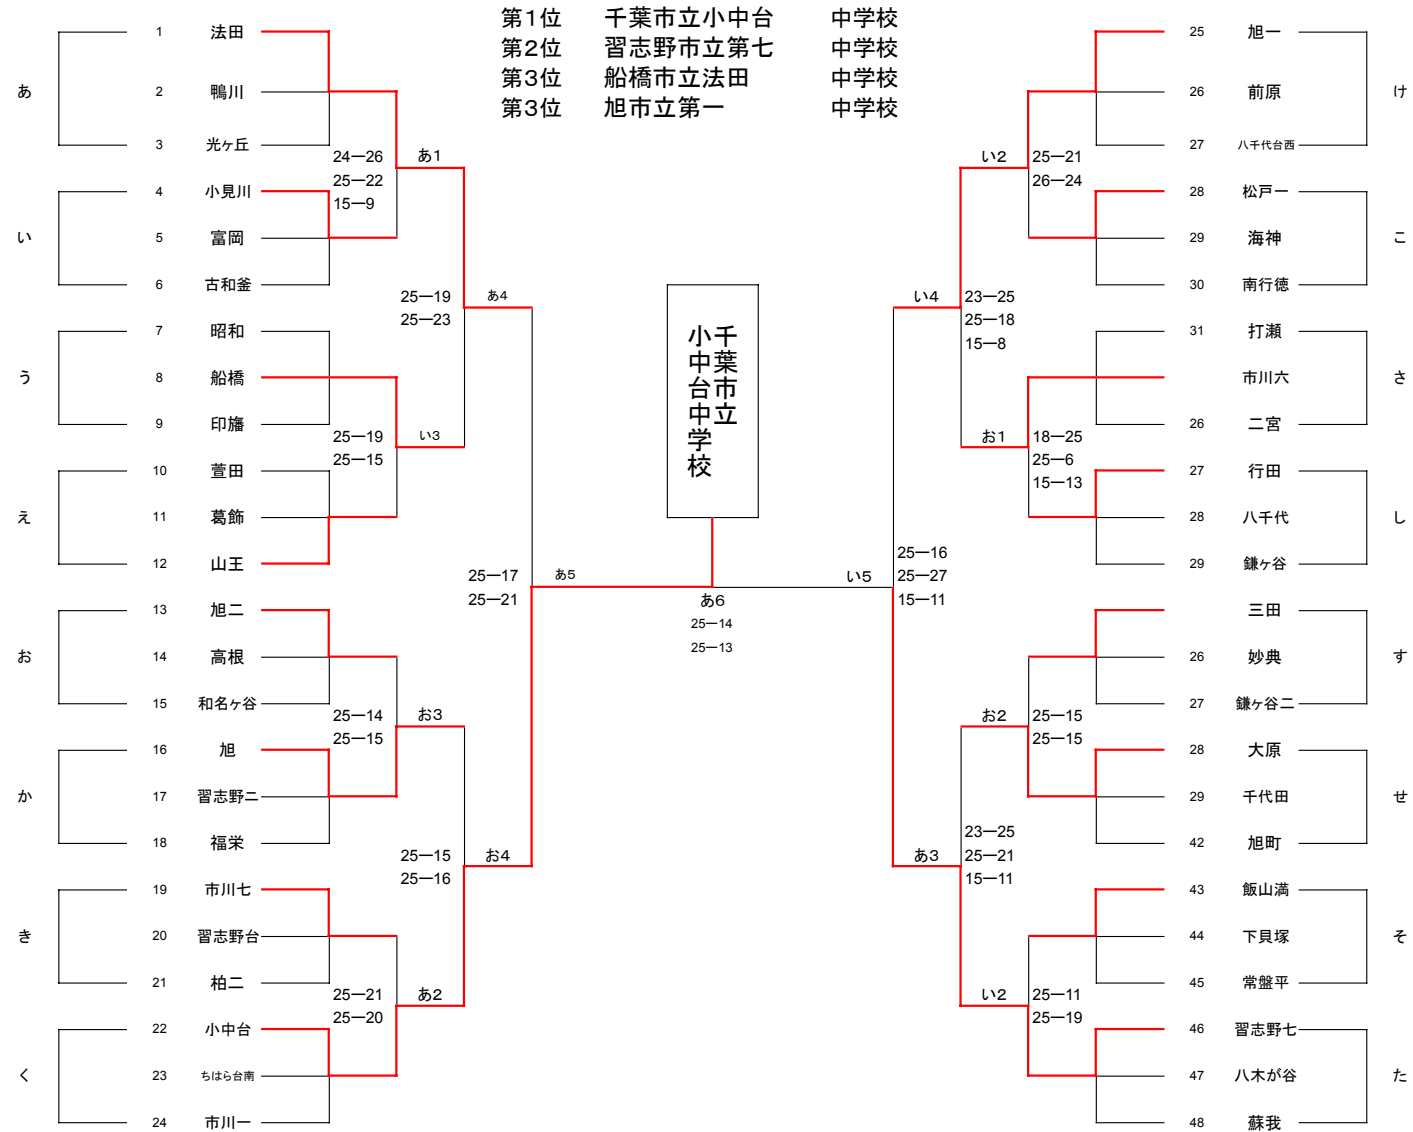 第1位 千葉市立小中台 中学校
第2位 習志野市立第七 中学校
第3位 船橋市立法田 中学校
第3位 旭市立第一 中学校
あ
1 法田
2 鴨川
3 光ヶ丘
い
4 小見川
5 富岡
6 古和釜
う
7 昭和
8 船橋
9 印旛
え
10 萱田
11 葛飾
12 山王
お
13 旭二
14 高根
15 和名ヶ谷
か
16 旭
17 習志野二
18 福栄
き
19 市川七
20 習志野台
21 柏二
く
22 小中台
23 ちはら台南
24 市川一
24—26
25—22
15—9
あ1
25—19
25—15
い3
25—14
25—15
お3
25—21
25—20
あ2
25—19
25—23
あ4
25—15
25—16
お4
25—17
25—21
あ5
千葉市立
小中台中学校
あ6
25—14
25—13
い5
25—16
25—27
15—11
い4
23—25
25—18
15—8
あ3
23—25
25—21
15—11
い2
25—21
26—24
お1
18—25
25—6
15—13
お2
25—15
25—15
い2
25—11
25—19
25 旭一
26 前原
27 八千代台西
け
28 松戸一
29 海神
30 南行徳
こ
31 打瀬
市川六
26 二宮
さ
27 行田
28 八千代
29 鎌ヶ谷
し
三田
26 妙典
27 鎌ヶ谷二
す
28 大原
29 千代田
42 旭町
せ
43 飯山満
44 下貝塚
45 常盤平
そ
46 習志野七
47 八木が谷
48 蘇我
た